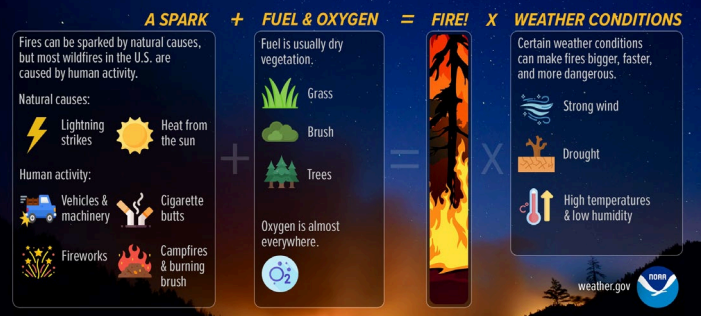 A SPARK + FUEL & OXYGEN = FIRE! X WEATHER CONDITIONS
Fires can be sparked by natural causes,
but most wildfires in the U.S. are
caused by human activity.
Natural causes:
Lightning
strikes
Heat from
the sun
Human activity:
Vehicles &
machinery
Cigarette
butts
Fireworks
Campfires
& burning
brush
+
Fuel is usually dry
vegetation.
Grass
Brush
Trees
Oxygen is almost
everywhere.
O2
=
X
Certain weather conditions
can make fires bigger, faster,
and more dangerous.
Strong wind
Drought
High temperatures
& low humidity
weather.gov
NOAA